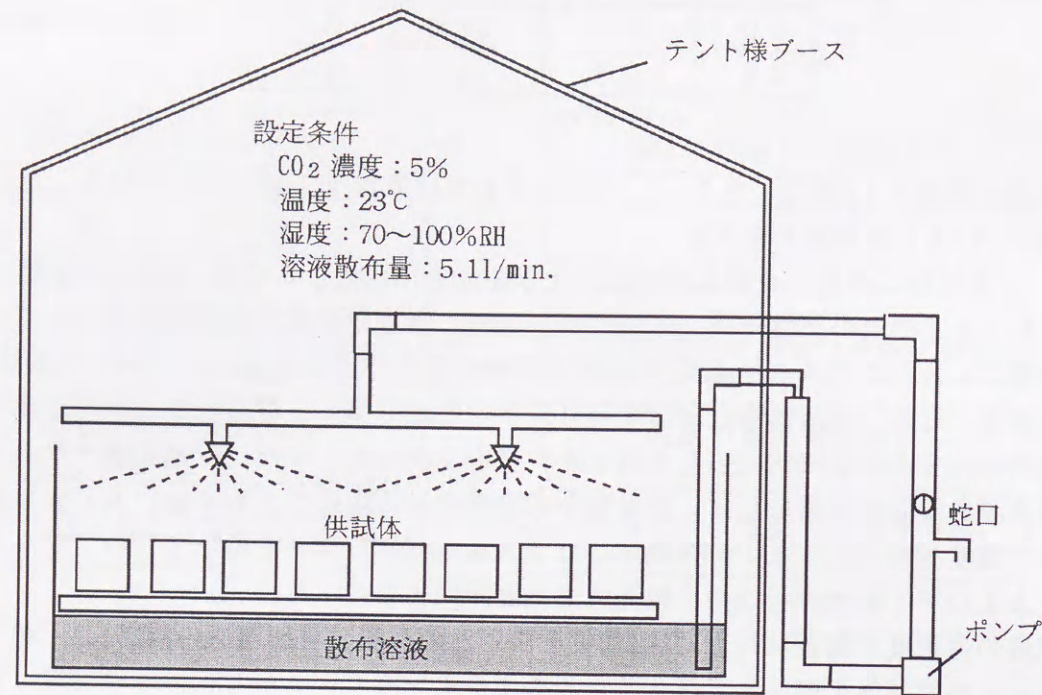 テント様ブース
設定条件
CO2 濃度：5%
温度：23℃
湿度：70～100%RH
溶液散布量：5.1l/min.
供試体
蛇口
散布溶液
ポンプ